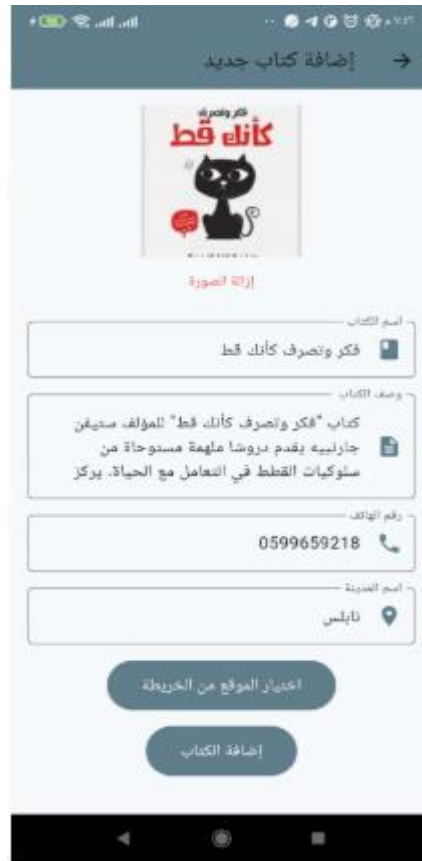 إضافة كتاب جديد
فكر وتصرف
كأنك قط
إزالة الصورة
اسم الكتاب
فكر وتصرف كأنك قط
وصف الكتاب
كتاب "فكر وتصرف كأنك قط" للمؤلف ستيفن
جارنييه يقدم دروسًا ملهمة مستوحاة من
سلوكيات القطط في التعامل مع الحياة. يركز
رقم الهاتف
0599659218
اسم المدينة
نابلس
اختيار الموقع من الخريطة
إضافة الكتاب